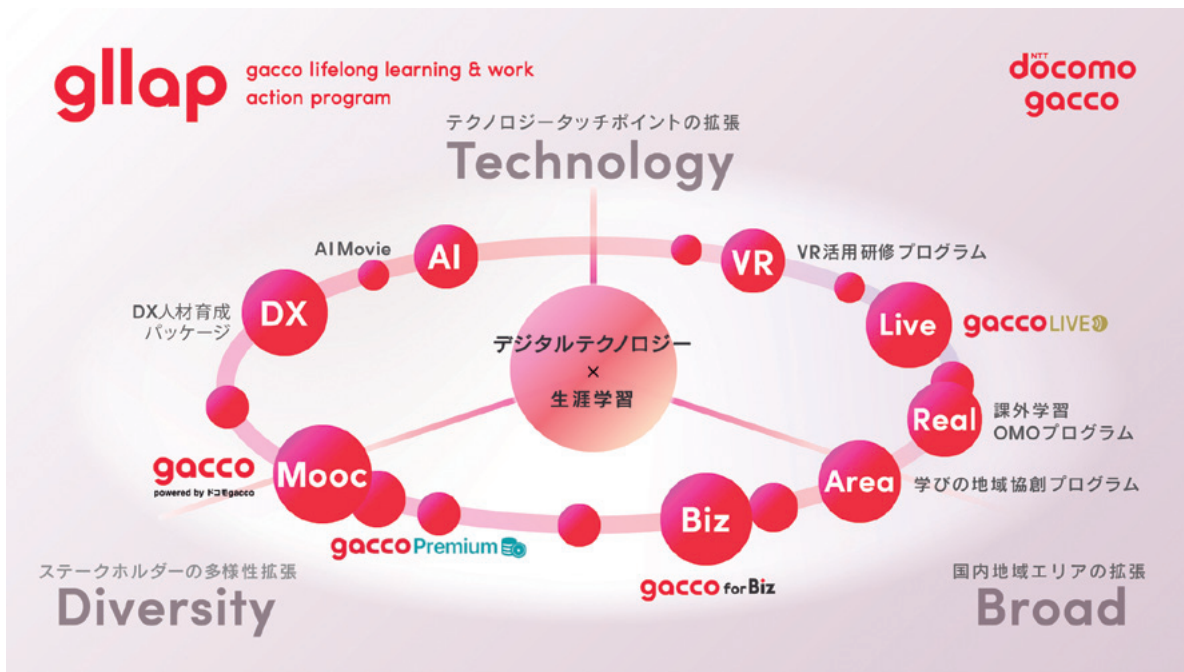 gllap
gacco lifelong learning & work
action program
NTT
döcomo
gacco
テクノロジータッチポイントの拡張
Technology
AI Movie
AI
VR
VR活用研修プログラム
DX人材育成
パッケージ
DX
Live
gacco LIVE
デジタルテクノロジー
×
生涯学習
Real
課外学習
OMOプログラム
gacco
powered by ドコモgacco
Mooc
Area
学びの地域協創プログラム
Biz
gacco Premium
gacco for Biz
ステークホルダーの多様性拡張
Diversity
国内地域エリアの拡張
Broad